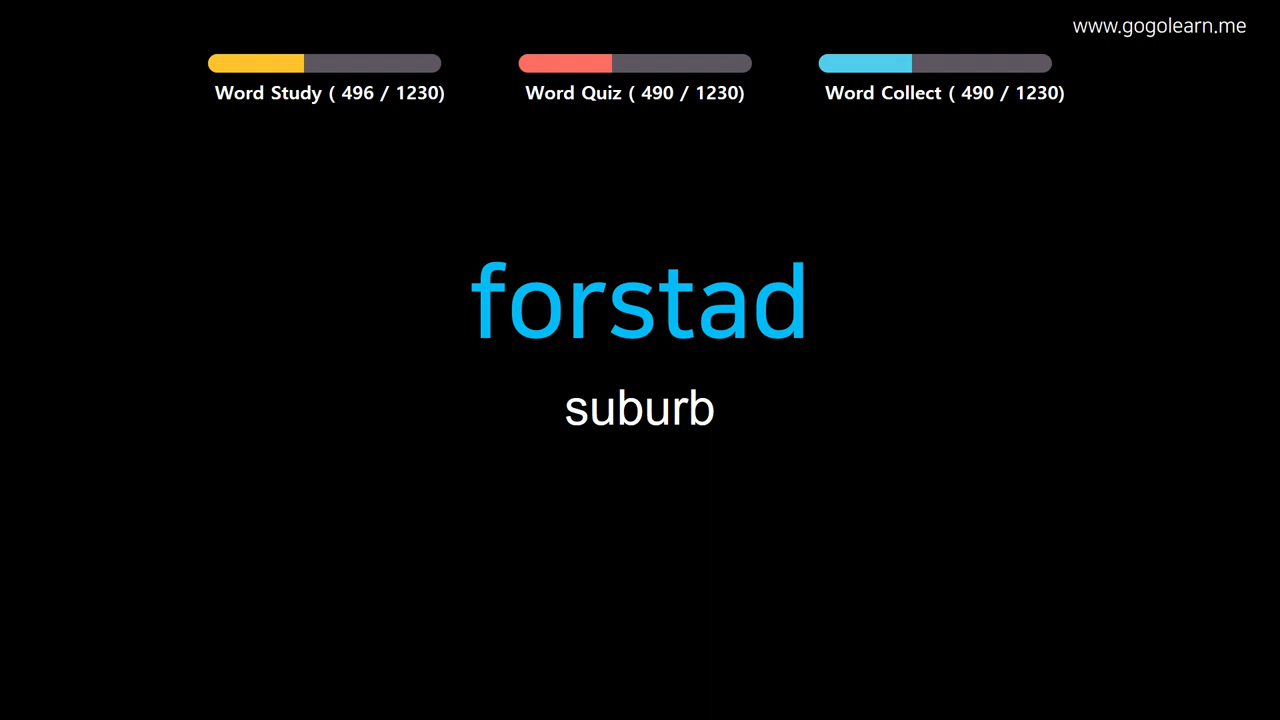 www.gogolearn.me
Word Study ( 496 / 1230)
Word Quiz ( 490 / 1230)
Word Collect ( 490 / 1230)
forstad
suburb